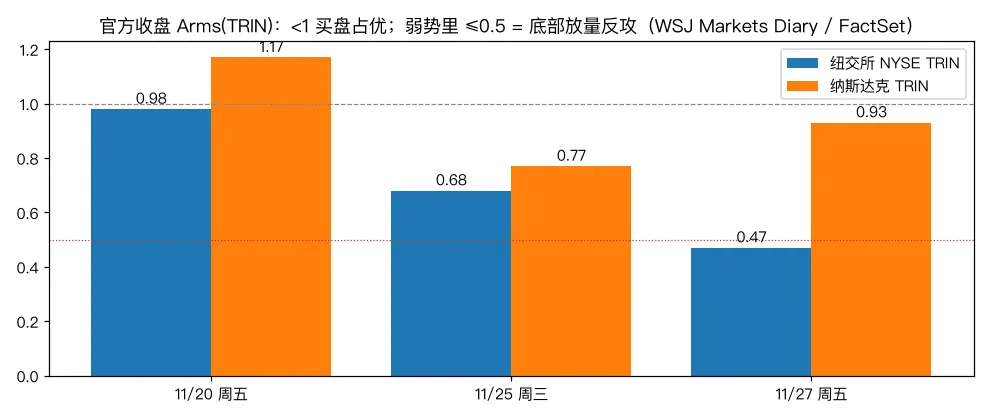 官方收盘 Arms(TRIN)：<1 买盘占优；弱势里 ≤0.5 = 底部放量反攻（WSJ Markets Diary / FactSet）
1.2
1.0
0.8
0.6
0.4
0.2
0.0
0.98
1.17
0.68
0.77
0.47
0.93
纽交所 NYSE TRIN
纳斯达克 TRIN
11/20 周五
11/25 周三
11/27 周五